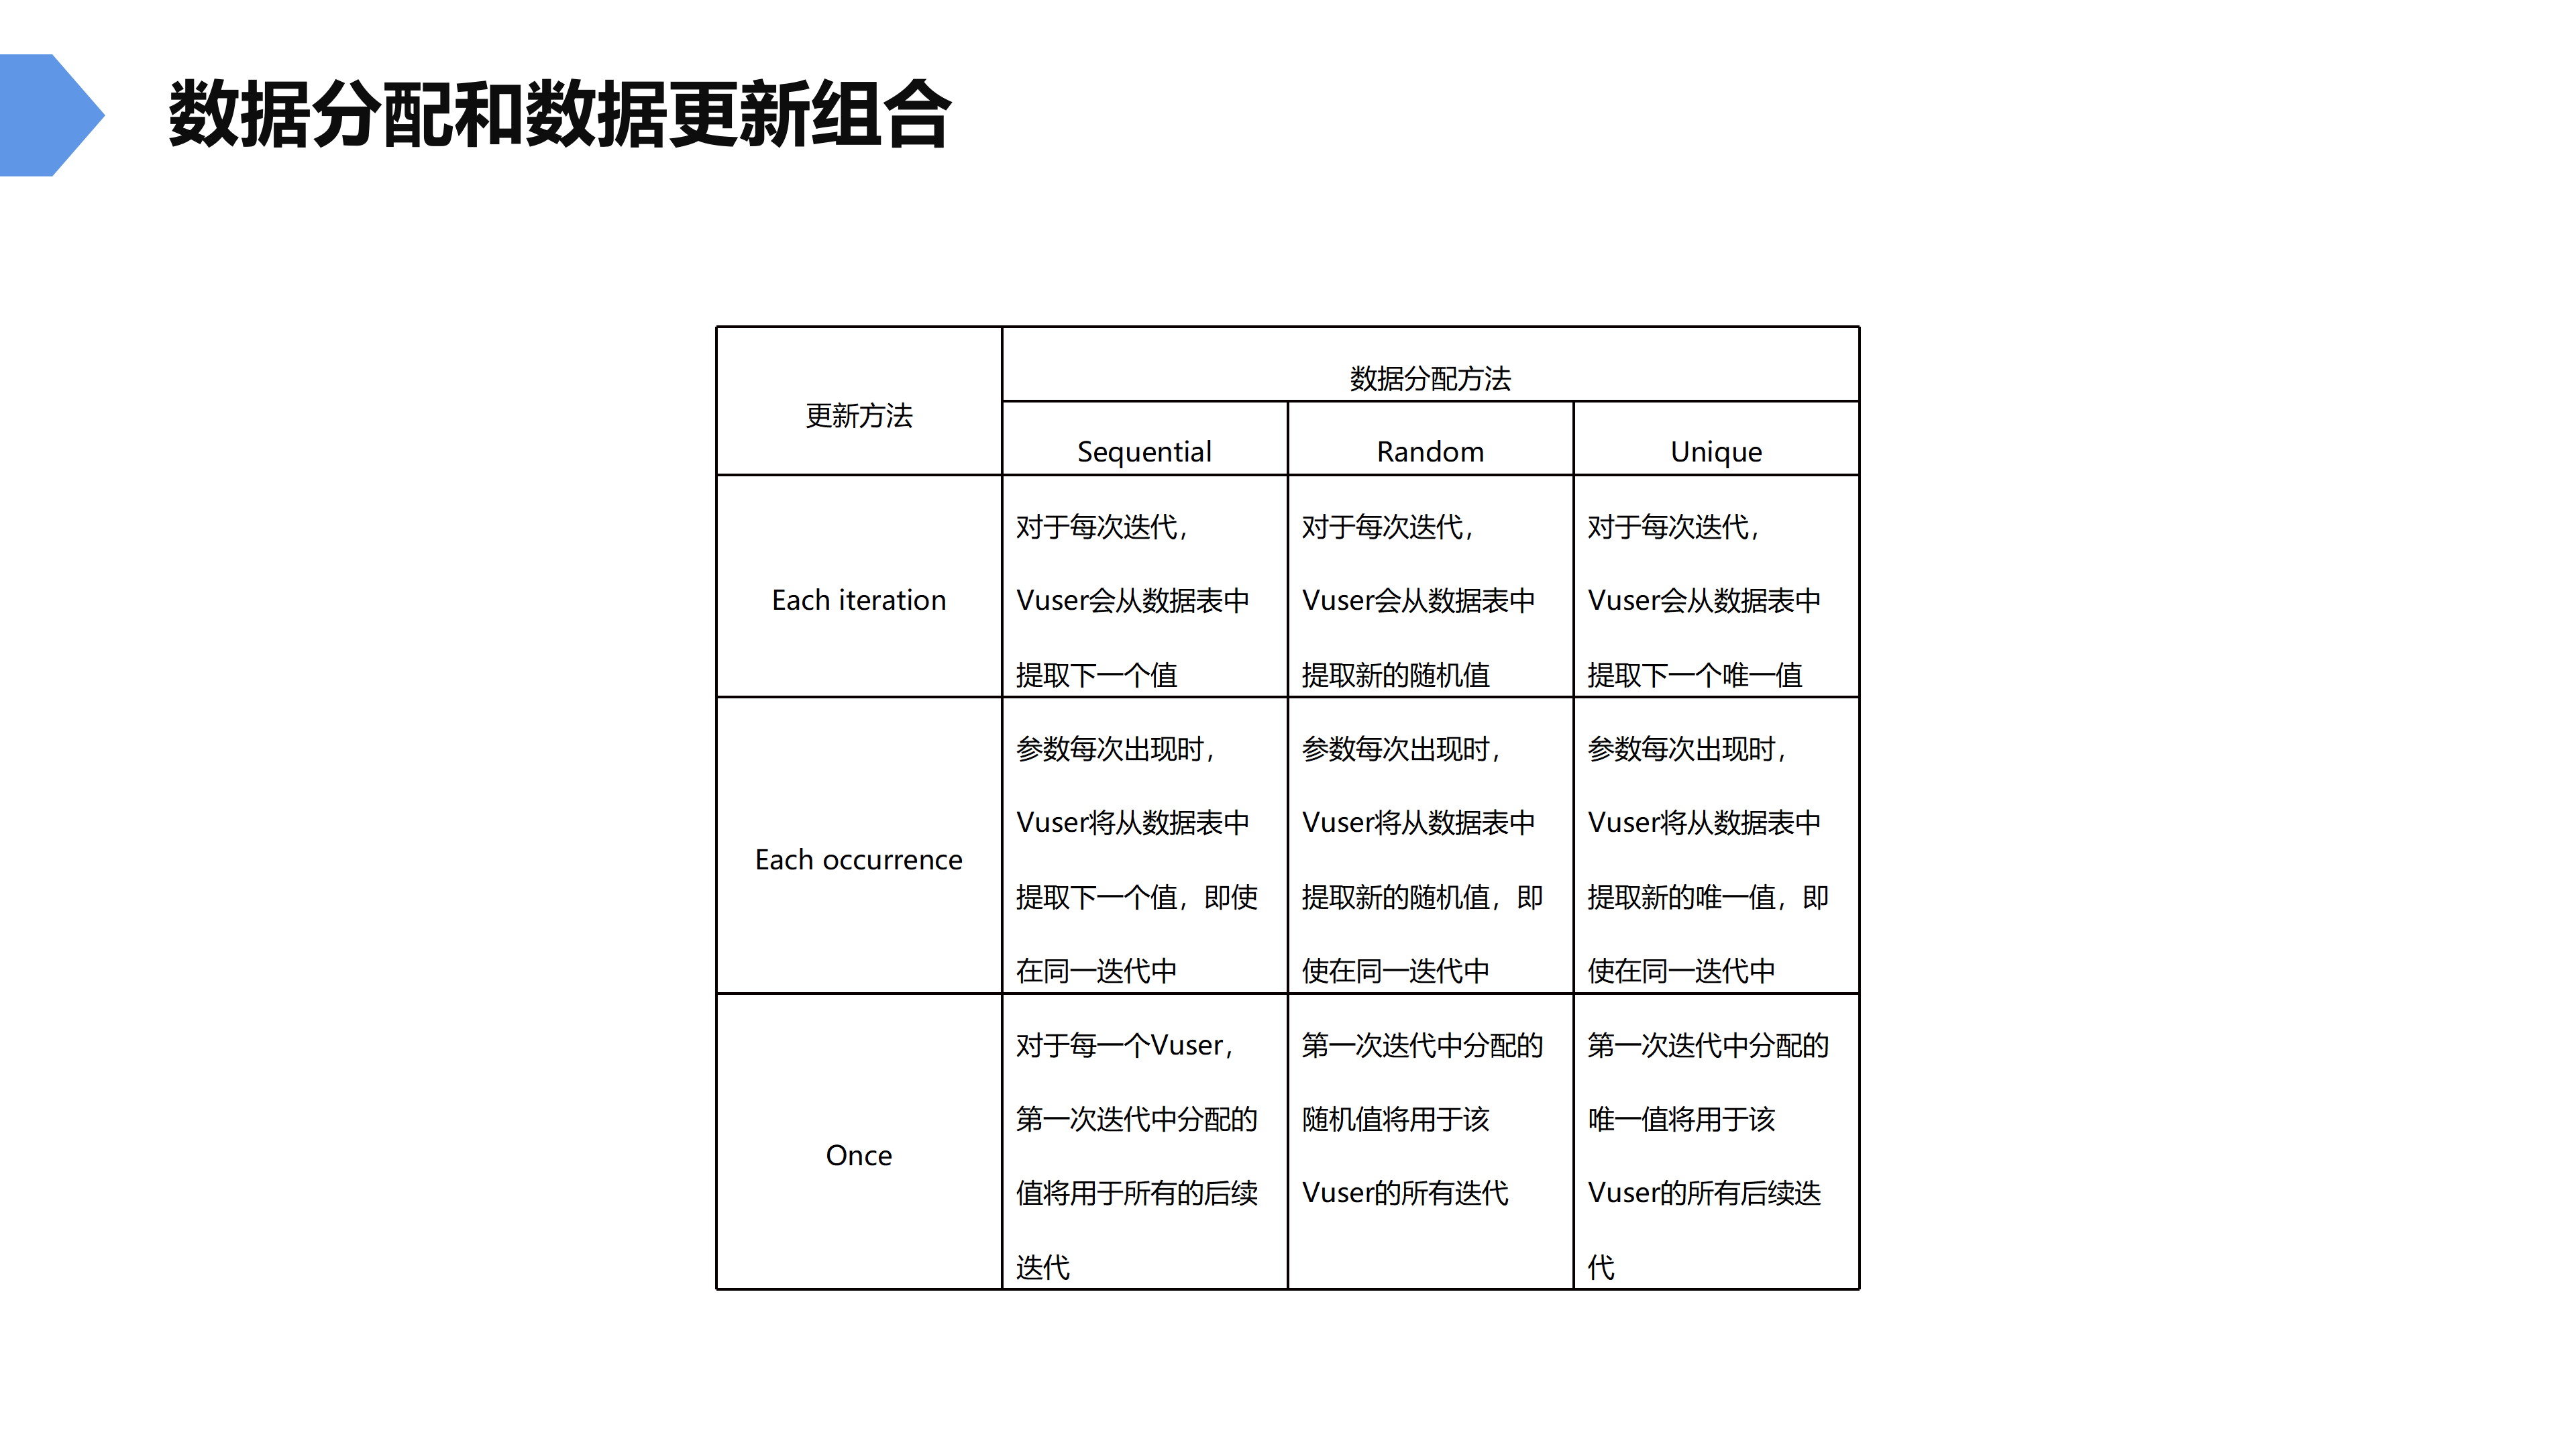 数据分配和数据更新组合
更新方法
数据分配方法
Sequential
Random
Unique
Each iteration
对于每次迭代，
Vuser会从数据表中
提取下一个值
对于每次迭代，
Vuser会从数据表中
提取新的随机值
对于每次迭代，
Vuser会从数据表中
提取下一个唯一值
Each occurrence
参数每次出现时，
Vuser将从数据表中
提取下一个值，即使
在同一迭代中
参数每次出现时，
Vuser将从数据表中
提取新的随机值，即
使在同一迭代中
参数每次出现时，
Vuser将从数据表中
提取新的唯一值，即
使在同一迭代中
Once
对于每一个Vuser，
第一次迭代中分配的
值将用于所有的后续
迭代
第一次迭代中分配的
随机值将用于该
Vuser的所有迭代
第一次迭代中分配的
唯一值将用于该
Vuser的所有后续迭
代